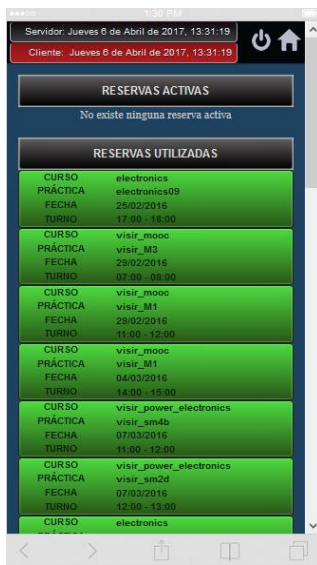 1:30 PM
Servidor: Jueves 6 de Abril de 2017, 13:31:19
Cliente: Jueves 6 de Abril de 2017, 13:31:19
RESERVAS ACTIVAS
No existe ninguna reserva activa
RESERVAS UTILIZADAS
CURSO electronics
PRÁCTICA electronics09
FECHA 25/02/2016
TURNO 17:00 - 18:00
CURSO visir_mooc
PRÁCTICA visir_M3
FECHA 29/02/2016
TURNO 07:00 - 08:00
CURSO visir_mooc
PRÁCTICA visir_M1
FECHA 29/02/2016
TURNO 11:00 - 12:00
CURSO visir_mooc
PRÁCTICA visir_M1
FECHA 04/03/2016
TURNO 14:00 - 15:00
CURSO visir_power_electronics
PRÁCTICA visir_sm4b
FECHA 07/03/2016
TURNO 11:00 - 12:00
CURSO visir_power_electronics
PRÁCTICA visir_sm2d
FECHA 07/03/2016
TURNO 12:00 - 13:00
CURSO electronics